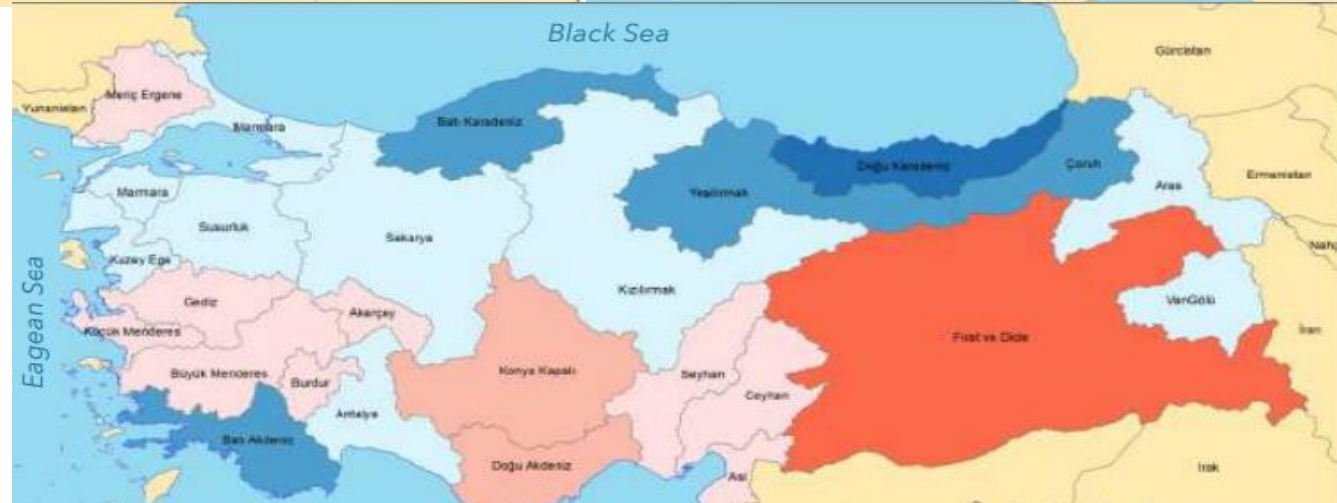 Black Sea
Gürcistan
Yunanistan
Meriç Ergene
Marmara
Batı Karadeniz
Doğu Karadeniz
Çoruh
Yeşilırmak
Ermenistan
Aras
Marmara
Susurluk
Sakarya
Kuzey Ege
Nahç
Eagean Sea
Kızılırmak
VanGölü
Gediz
Akarçay
İran
Küçük Menderes
Fırat ve Dicle
Büyük Menderes
Burdur
Konya Kapalı
Seyhan
Ceyhan
Antalya
Batı Akdeniz
Doğu Akdeniz
Asi
Irak